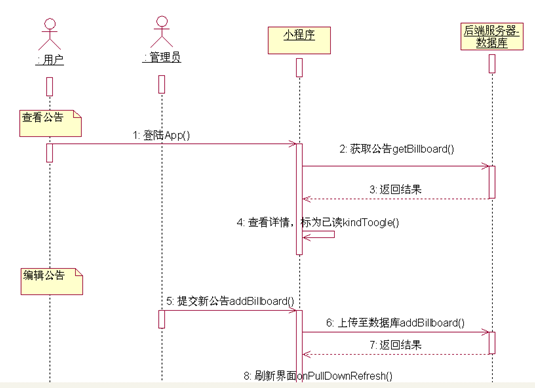 : 用户
: 管理员
小程序
后端服务器-
数据库
查看公告
1: 登陆App()
2: 获取公告getBillboard()
3: 返回结果
4: 查看详情，标为已读kindToogle()
编辑公告
5: 提交新公告addBillboard()
6: 上传至数据库addBillboard()
7: 返回结果
8: 刷新界面onPullDownRefresh()